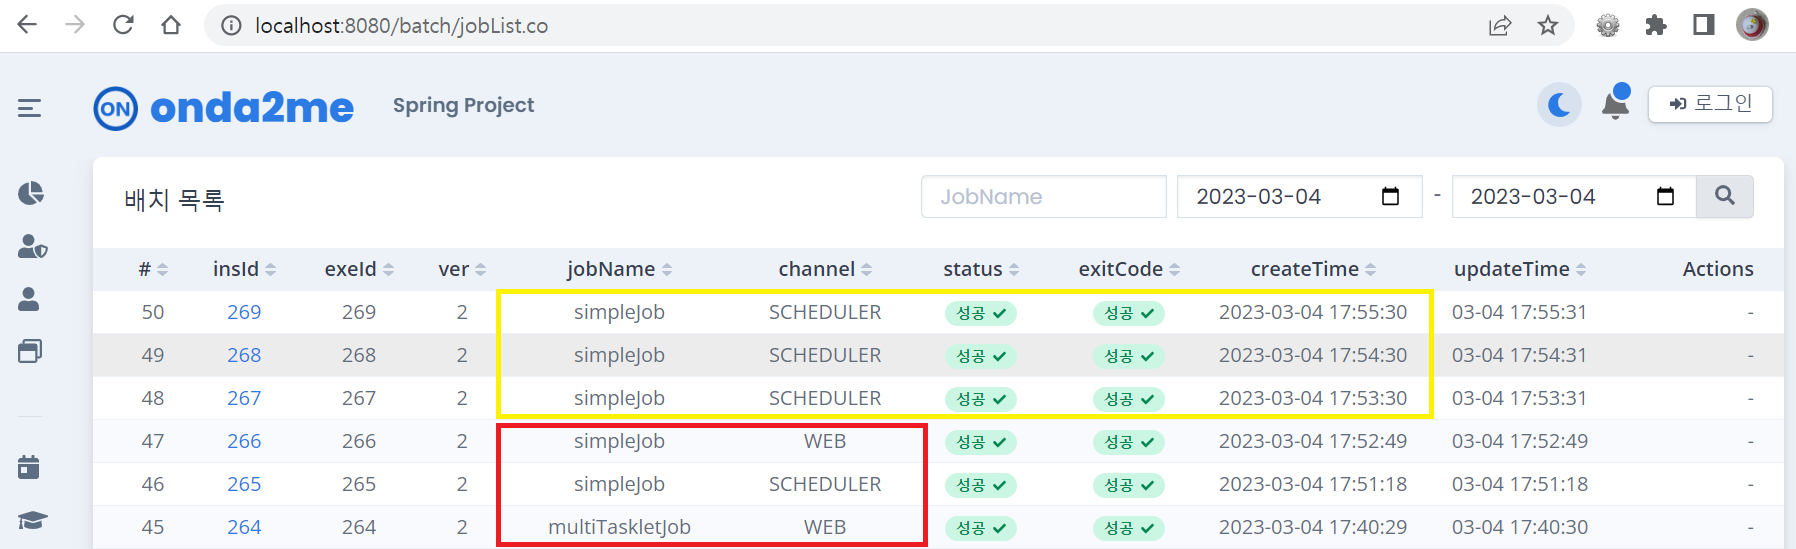 localhost:8080/batch/jobList.co
ON onda2me Spring Project 로그인
배치 목록 JobName 2023-03-04 - 2023-03-04
# insId exeId ver jobName channel status exitCode createTime updateTime Actions
50 269 269 2 simpleJob SCHEDULER 성공 성공 2023-03-04 17:55:30 03-04 17:55:31 -
49 268 268 2 simpleJob SCHEDULER 성공 성공 2023-03-04 17:54:30 03-04 17:54:31 -
48 267 267 2 simpleJob SCHEDULER 성공 성공 2023-03-04 17:53:30 03-04 17:53:31 -
47 266 266 2 simpleJob WEB 성공 성공 2023-03-04 17:52:49 03-04 17:52:49 -
46 265 265 2 simpleJob SCHEDULER 성공 성공 2023-03-04 17:51:18 03-04 17:51:18 -
45 264 264 2 multiTaskletJob WEB 성공 성공 2023-03-04 17:40:29 03-04 17:40:30 -